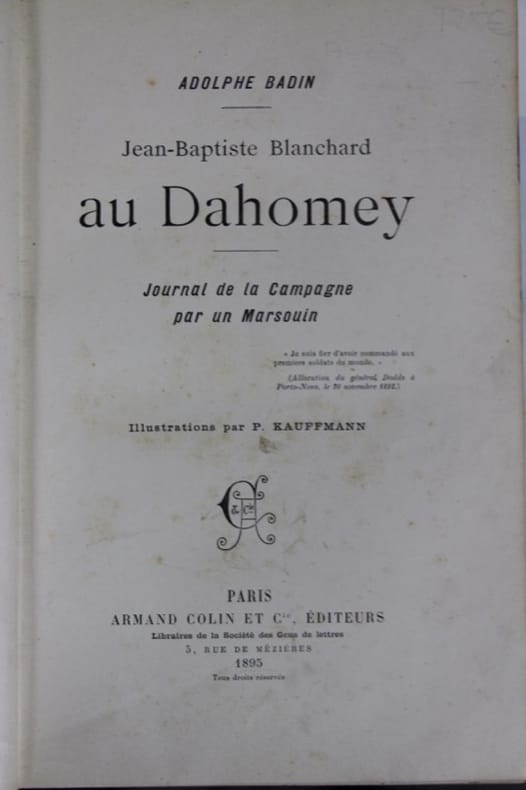 ADOLPHE BADIN
Jean-Baptiste Blanchard
au Dahomey
Journal de la Campagne
par un Marsouin
« Je suis fier d'avoir commandé aux
premiers soldats du monde. »
(Allocution du général Dodds à
Porto-Novo, le 26 novembre 1892.)
Illustrations par P. KAUFFMANN
& Cie
PARIS
ARMAND COLIN ET Cie, ÉDITEURS
Libraires de la Société des Gens de lettres
5, RUE DE MÉZIÈRES
1895
Tous droits réservés